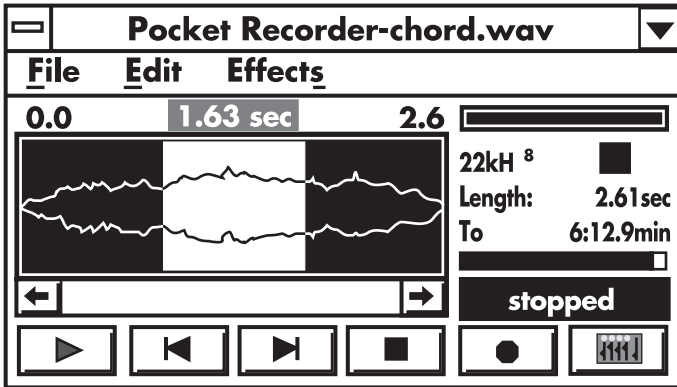 Pocket Recorder-chord.wav
File Edit Effects
0.0 1.63 sec 2.6
22kH 8
Length: 2.61sec
To 6:12.9min
stopped